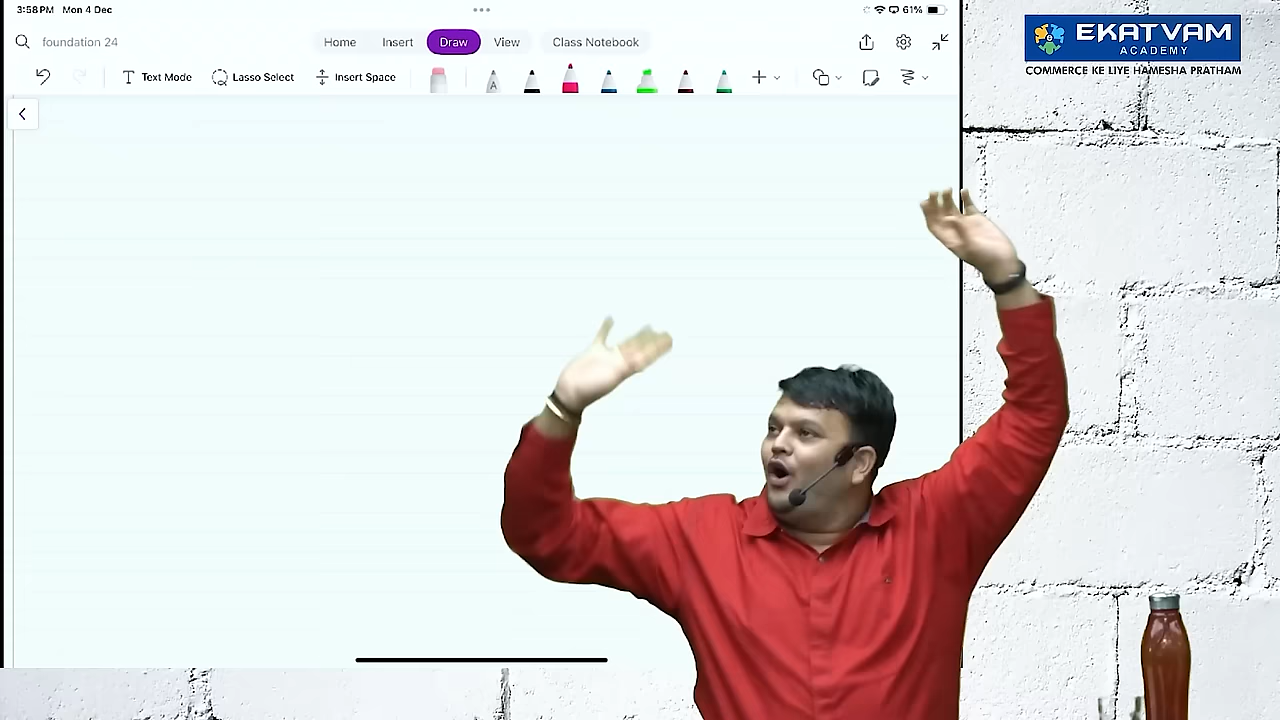 3:58 PM Mon 4 Dec
61%
foundation 24
Home
Insert
Draw
View
Class Notebook
Text Mode
Lasso Select
Insert Space
A
EKATVAM
ACADEMY
COMMERCE KE LIYE HAMESHA PRATHAM